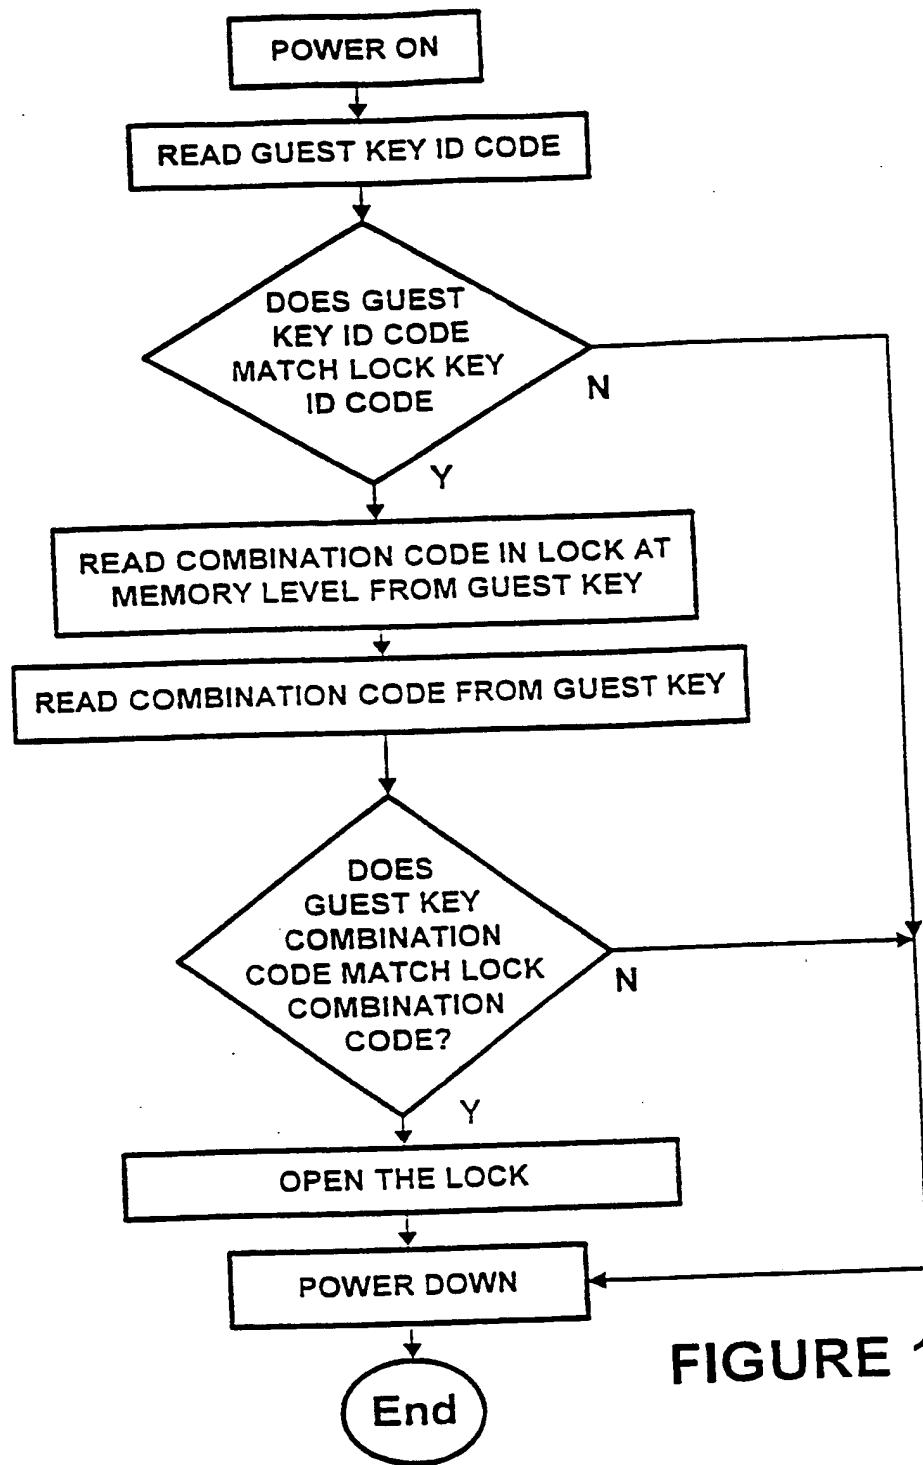 POWER ON
READ GUEST KEY ID CODE
DOES GUEST
KEY ID CODE
MATCH LOCK KEY
ID CODE
N
Y
READ COMBINATION CODE IN LOCK AT
MEMORY LEVEL FROM GUEST KEY
READ COMBINATION CODE FROM GUEST KEY
DOES
GUEST KEY
COMBINATION
CODE MATCH LOCK
COMBINATION
CODE?
N
Y
OPEN THE LOCK
POWER DOWN
End
FIGURE